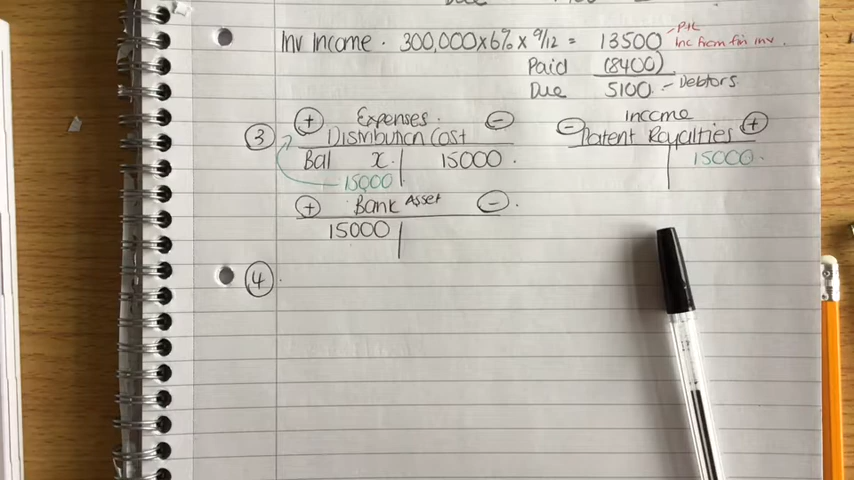 Inv Income. 300,000 x 6% x 9/12 = 13500 - P+L
Inc from fin inv.
Paid (8400)
Due 5100. - Debtors
3 + Expenses. - Income
Distribution Cost - Patent Royalties +
Bal x. 15000. 15000.
15000
+ Bank Asset -.
15000
4.